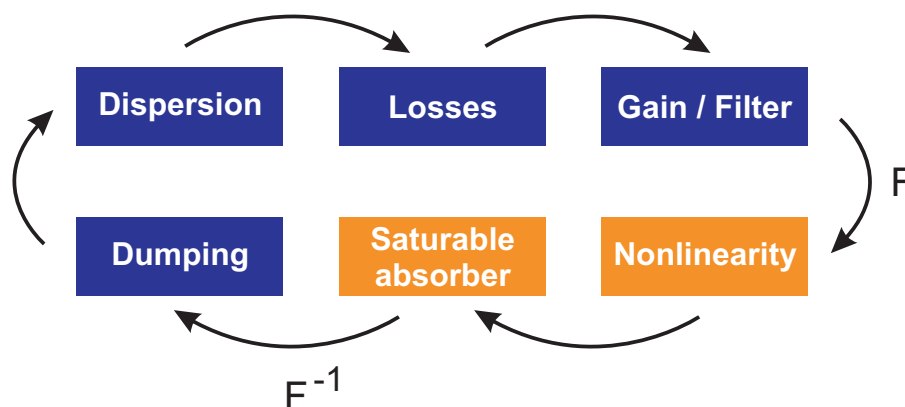 Dispersion
Losses
Gain / Filter
F
Dumping
Saturable
absorber
Nonlinearity
F-1